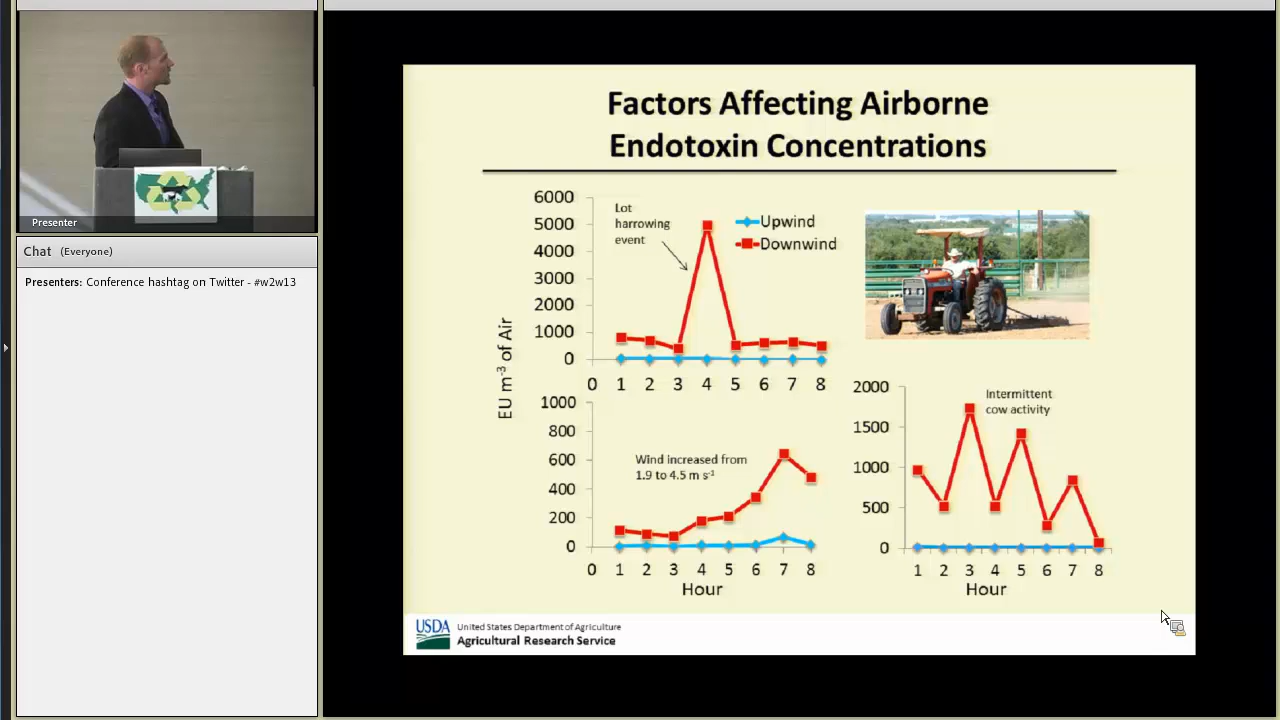 Presenter
Chat (Everyone)
Presenters: Conference hashtag on Twitter - #w2w13
Factors Affecting Airborne
Endotoxin Concentrations
EU m-3 of Air
6000
5000
4000
3000
2000
1000
0
Lot
harrowing
event
Upwind
Downwind
0 1 2 3 4 5 6 7 8
1000
800
600
400
200
0
Wind increased from
1.9 to 4.5 m s-1
0 1 2 3 4 5 6 7 8
Hour
2000
1500
1000
500
0
Intermittent
cow activity
1 2 3 4 5 6 7 8
Hour
USDA
United States Department of Agriculture
Agricultural Research Service